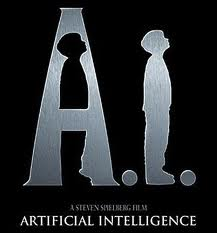 A.I.
A STEVEN SPIELBERG FILM
ARTIFICIAL INTELLIGENCE